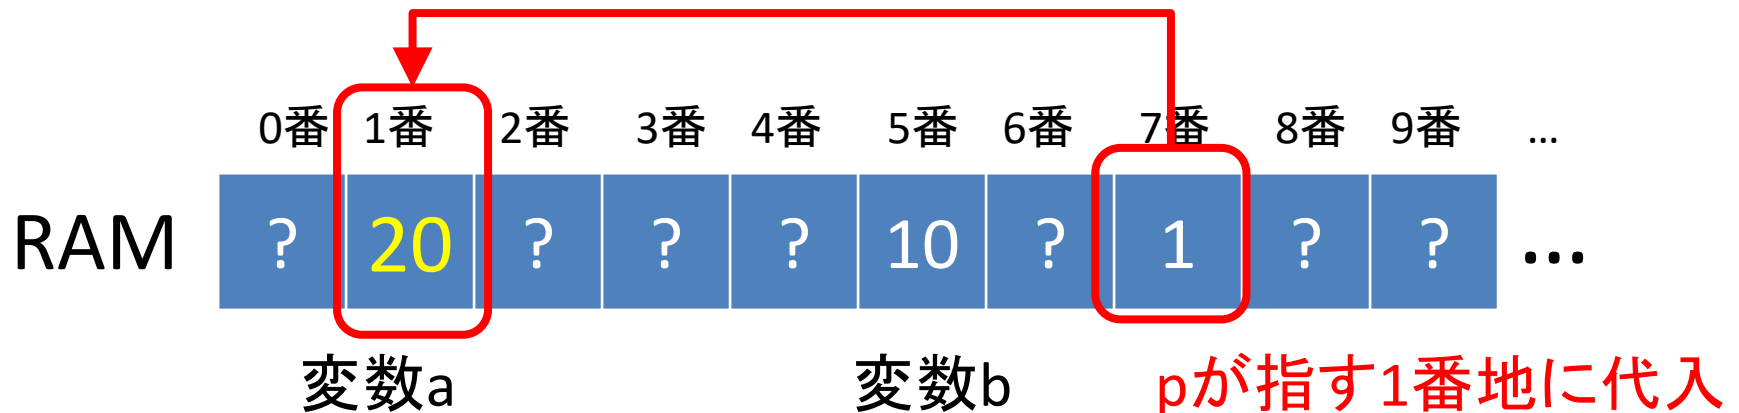 0番 1番 2番 3番 4番 5番 6番 7番 8番 9番 ...
RAM ? 20 ? ? ? 10 ? 1 ? ? ...
変数a 変数b pが指す1番地に代入